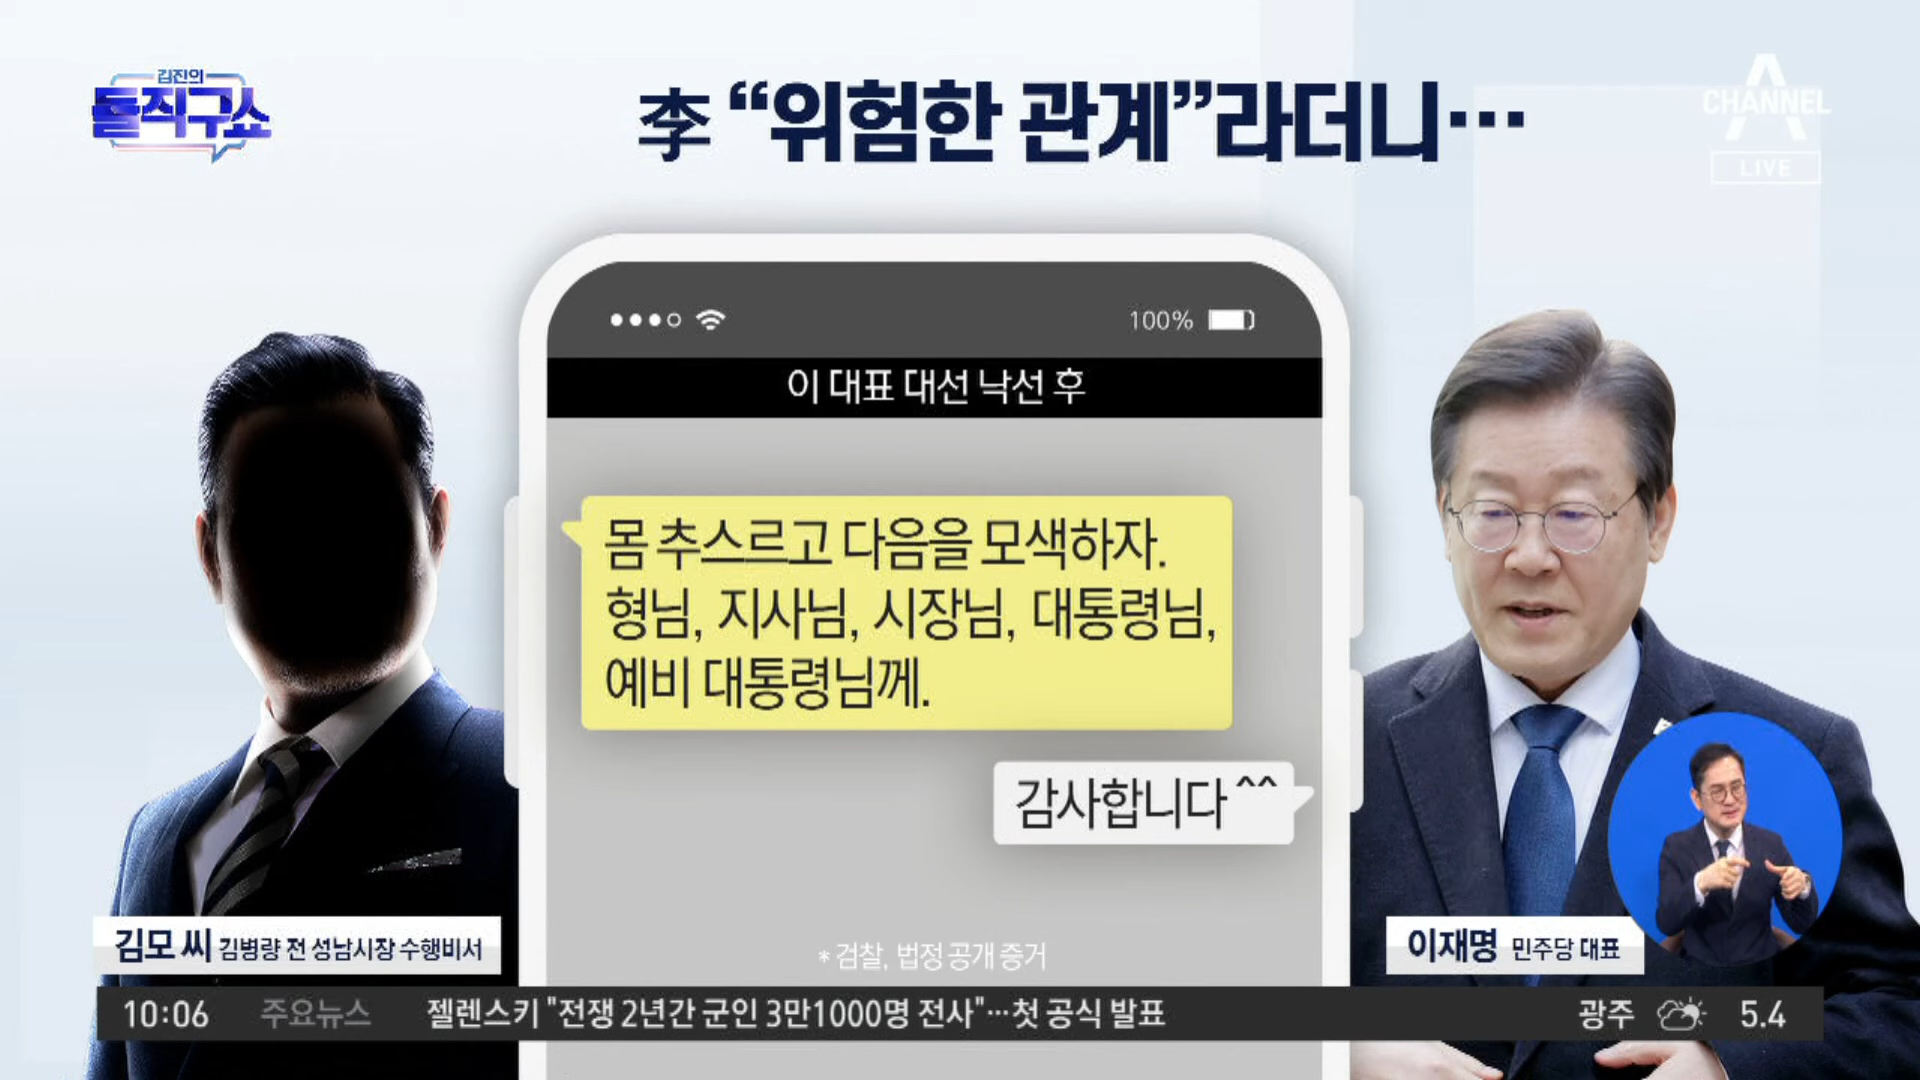 김진의
돌직구쇼
李 “위험한 관계”라더니…
CHANNEL A
LIVE
100%
이 대표 대선 낙선 후
몸 추스르고 다음을 모색하자.
형님, 지사님, 시장님, 대통령님,
예비 대통령님께.
감사합니다^^
* 검찰, 법정 공개 증거
김모 씨 김병량 전 성남시장 수행비서
이재명 민주당 대표
10:06 주요뉴스 젤렌스키 "전쟁 2년간 군인 3만1000명 전사"…첫 공식 발표 광주 5.4